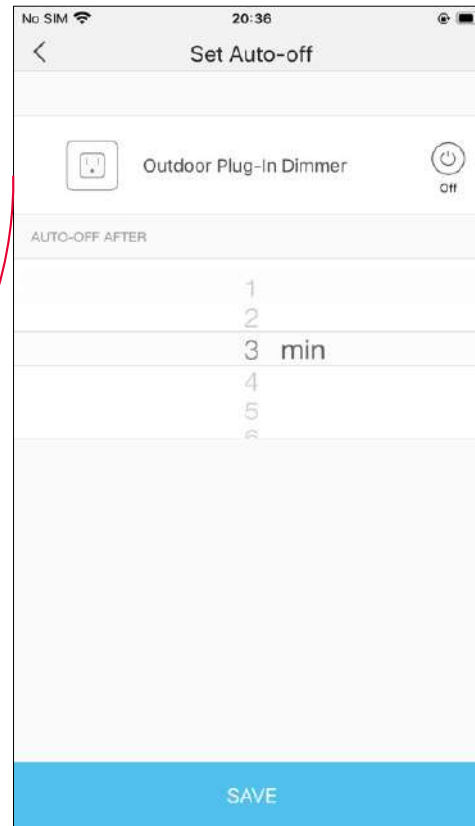 No SIM 20:36
Set Auto-off
Outdoor Plug-In Dimmer
Off
AUTO-OFF AFTER
1
2
3 min
4
5
6
SAVE